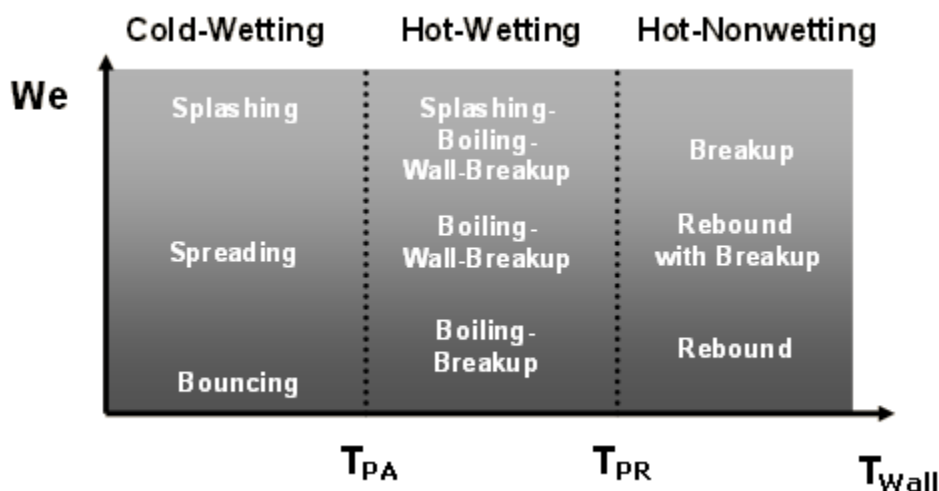 Cold-Wetting Hot-Wetting Hot-Nonwetting
We
Splashing
Spreading
Bouncing
Splashing-
Boiling-
Wall-Breakup
Boiling-
Wall-Breakup
Boiling-
Breakup
Breakup
Rebound
with Breakup
Rebound
TPA TPR TWall